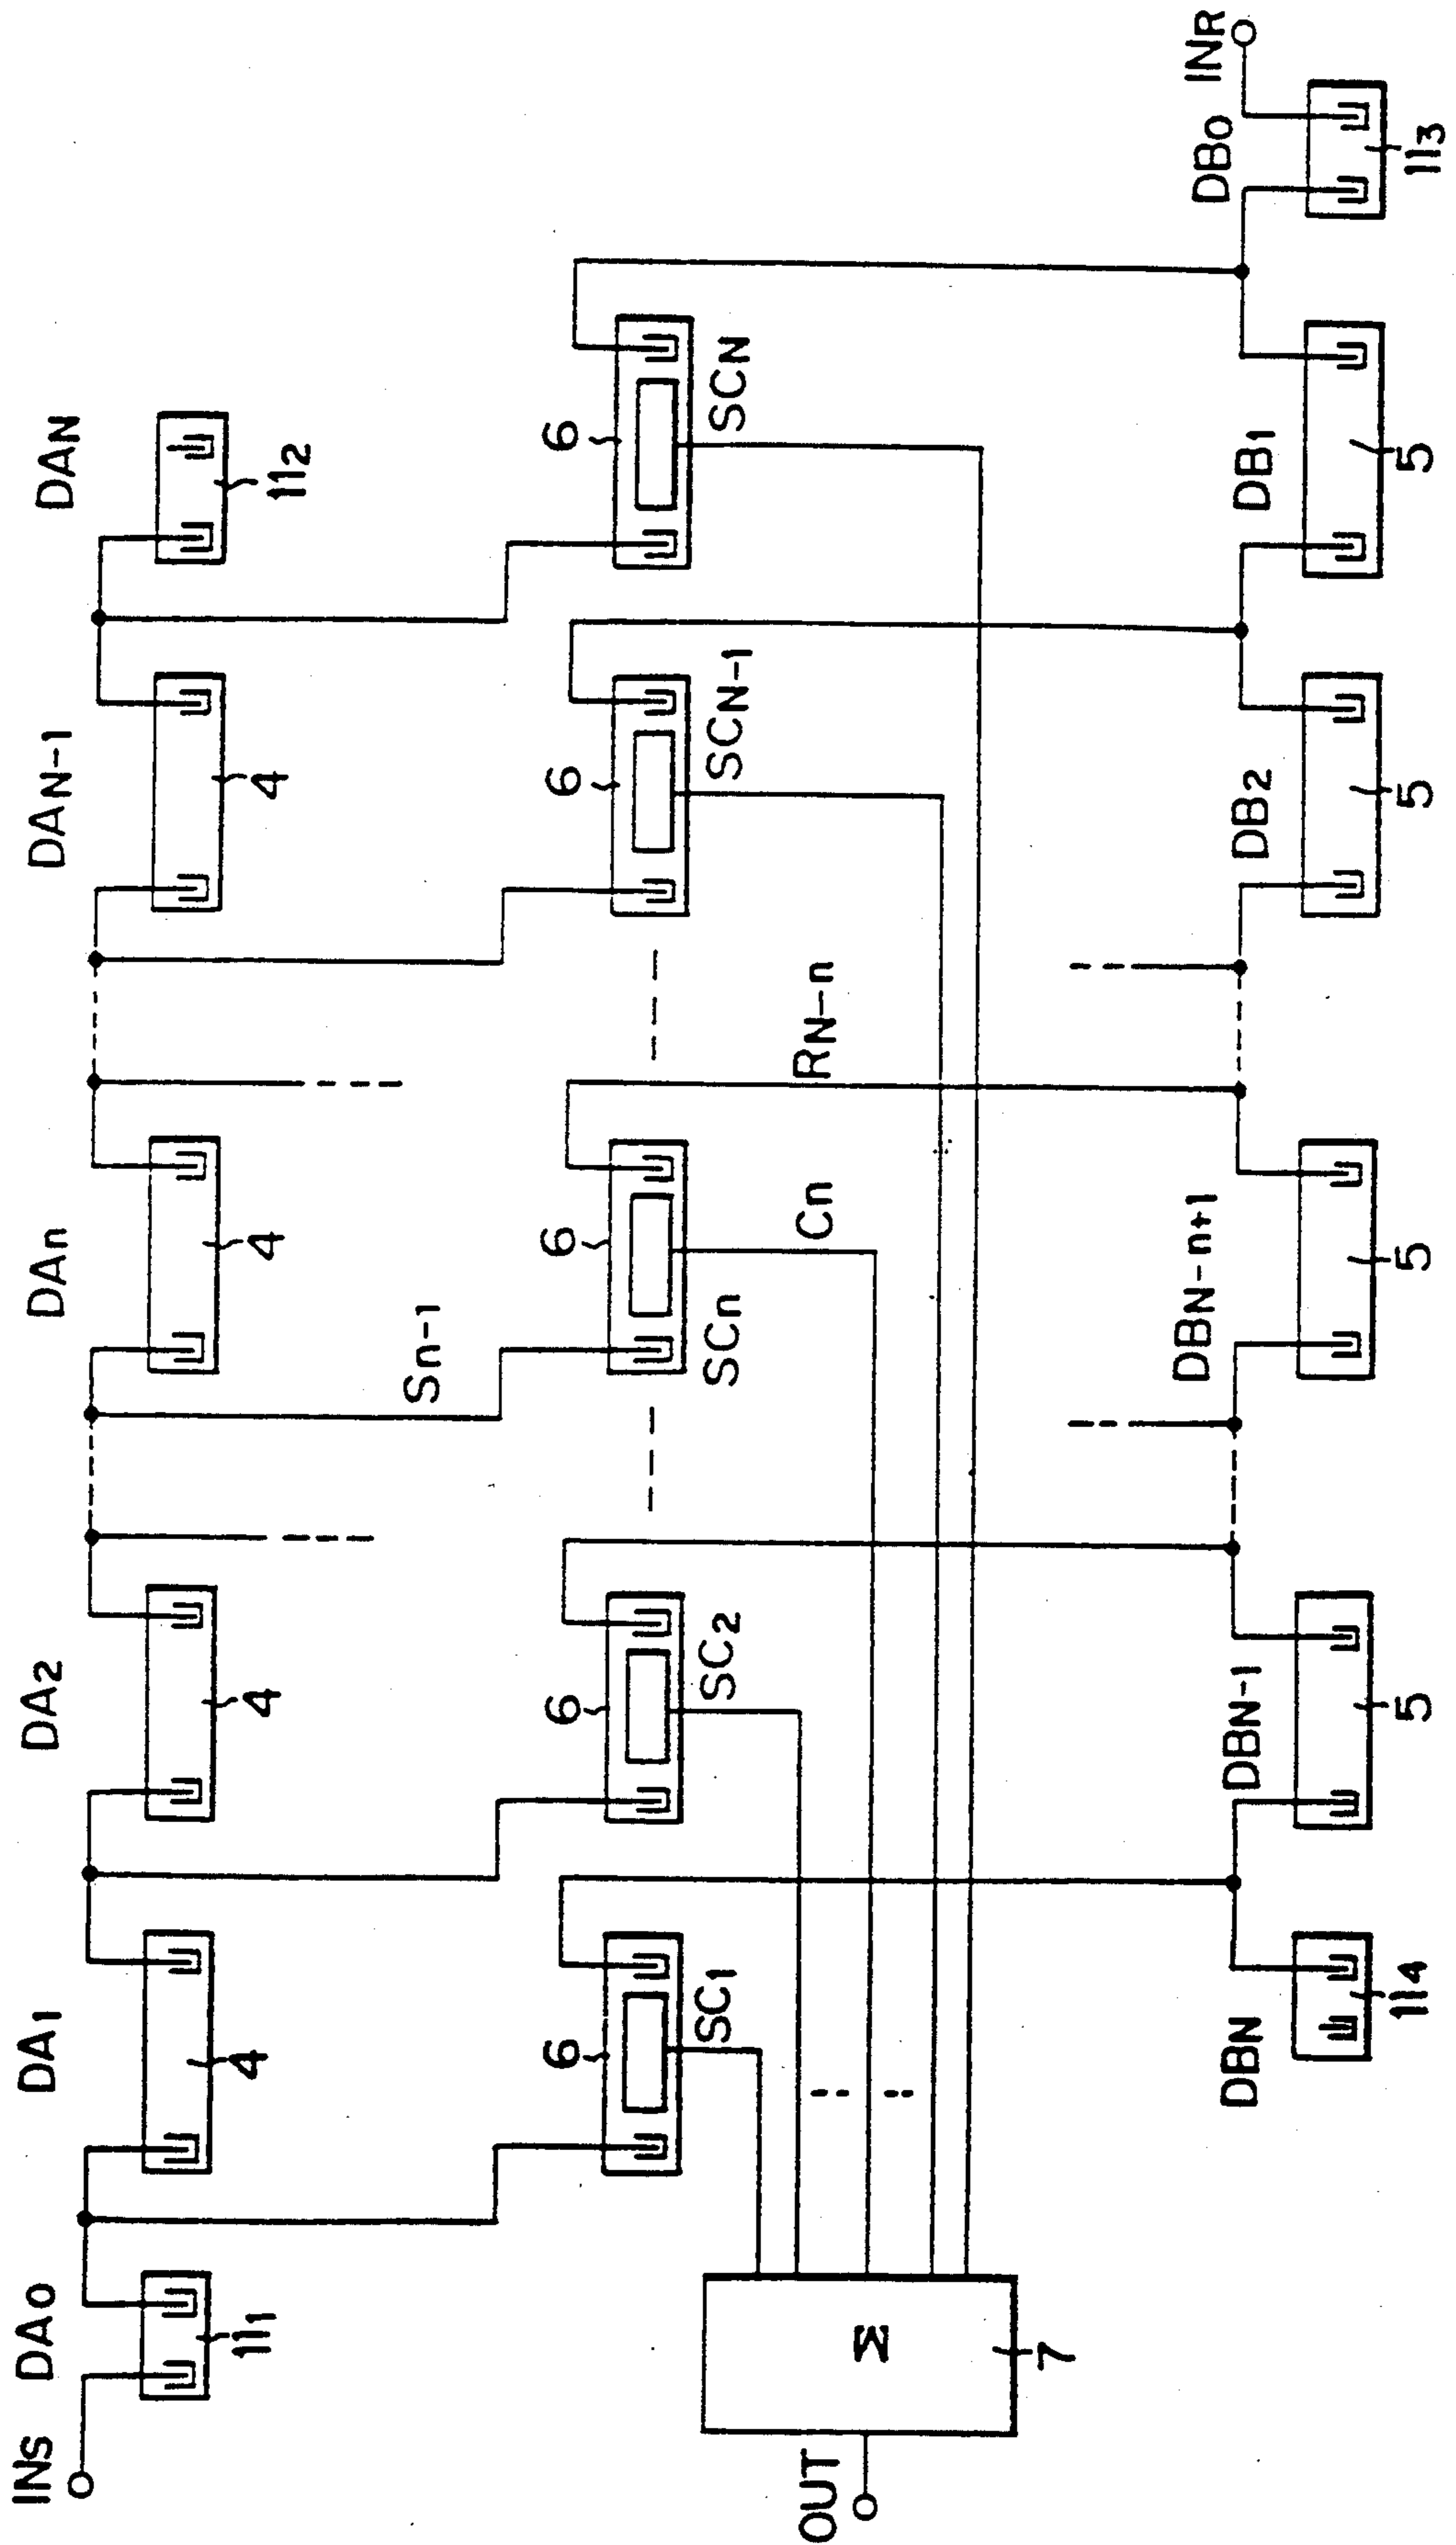 INS DA0 DA1 DA2 DAn DAN-1 DAN
111 4 4 4 4 112
Sn-1
6 6 6 6 6
SC1 SC2 SCn SCN-1 SCN
Cn RN-n
OUT Σ 7
DBN DBN-1 DBN-n+1 DB2 DB1 DB0 INR
114 5 5 5 5 113